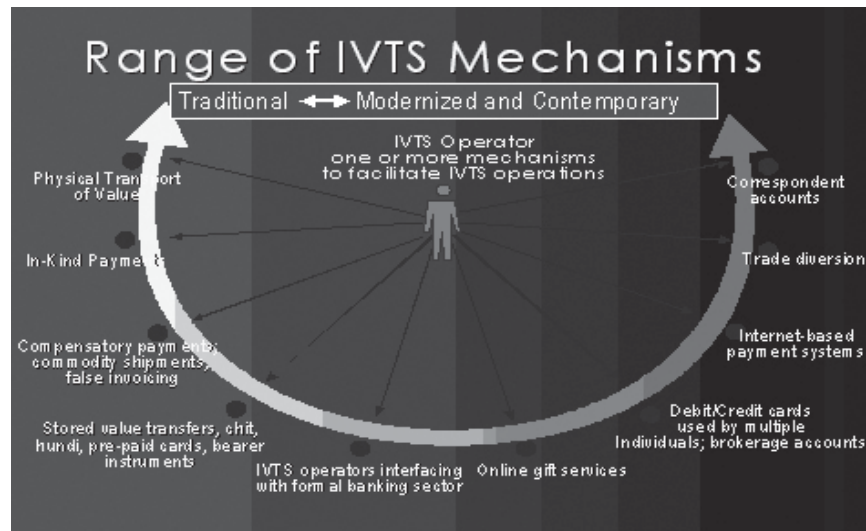 Range of IVTS Mechanisms
Traditional ↔ Modernized and Contemporary
IVTS Operator
one or more mechanisms
to facilitate IVTS operations
Physical Transport
of Value
In-Kind Payments
Compensatory payments;
commodity shipments,
false invoicing
Stored value transfers, chit,
hundi, pre-paid cards, bearer
instruments
IVTS operators interfacing
with formal banking sector
Online gift services
Debit/Credit cards
used by multiple
Individuals; brokerage accounts
Internet-based
payment systems
Trade diversion
Correspondent
accounts